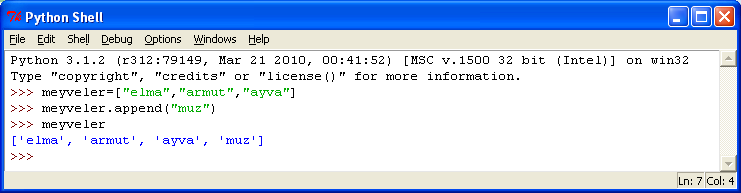 Python Shell
File Edit Shell Debug Options Windows Help
Python 3.1.2 (r312:79149, Mar 21 2010, 00:41:52) [MSC v.1500 32 bit (Intel)] on win32
Type "copyright", "credits" or "license()" for more information.
>>> meyveler=["elma","armut","ayva"]
>>> meyveler.append("muz")
>>> meyveler
['elma', 'armut', 'ayva', 'muz']
>>>
Ln: 7 Col: 4